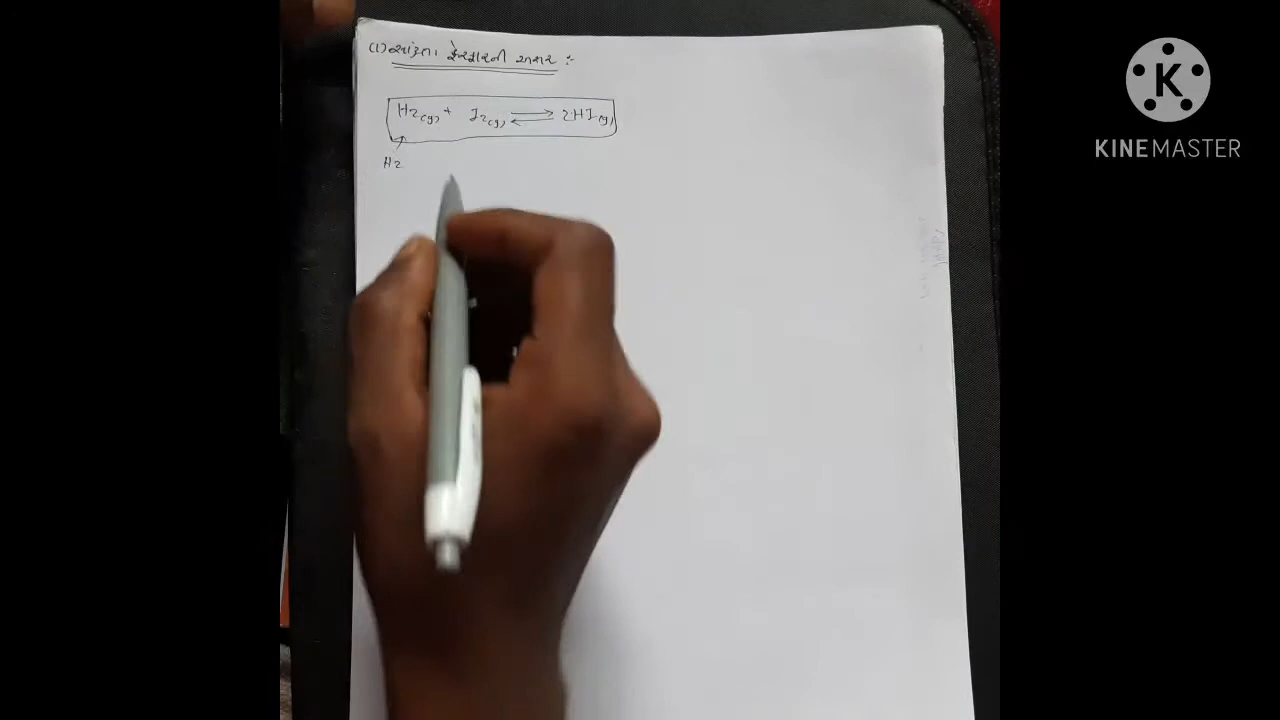 (1) સાંદ્રતા ફેરફારની અસર :-
H2(g) + I2(g) ⇌ 2HI(g)
H2
K
KINEMASTER